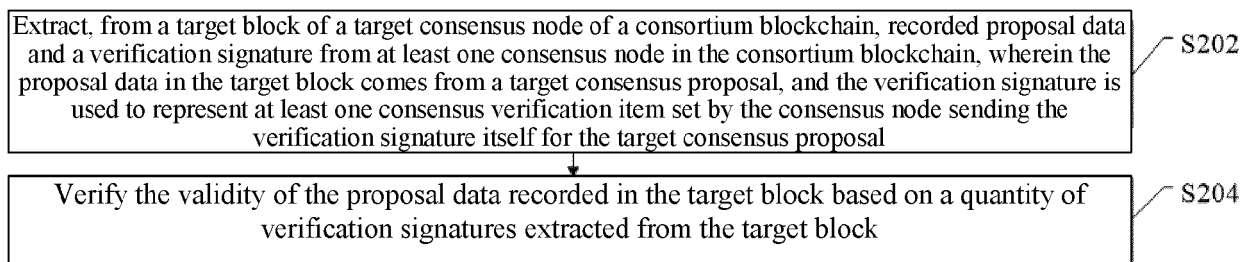 Extract, from a target block of a target consensus node of a consortium blockchain, recorded proposal data
and a verification signature from at least one consensus node in the consortium blockchain, wherein the
proposal data in the target block comes from a target consensus proposal, and the verification signature is
used to represent at least one consensus verification item set by the consensus node sending the
verification signature itself for the target consensus proposal
S202
Verify the validity of the proposal data recorded in the target block based on a quantity of
verification signatures extracted from the target block
S204